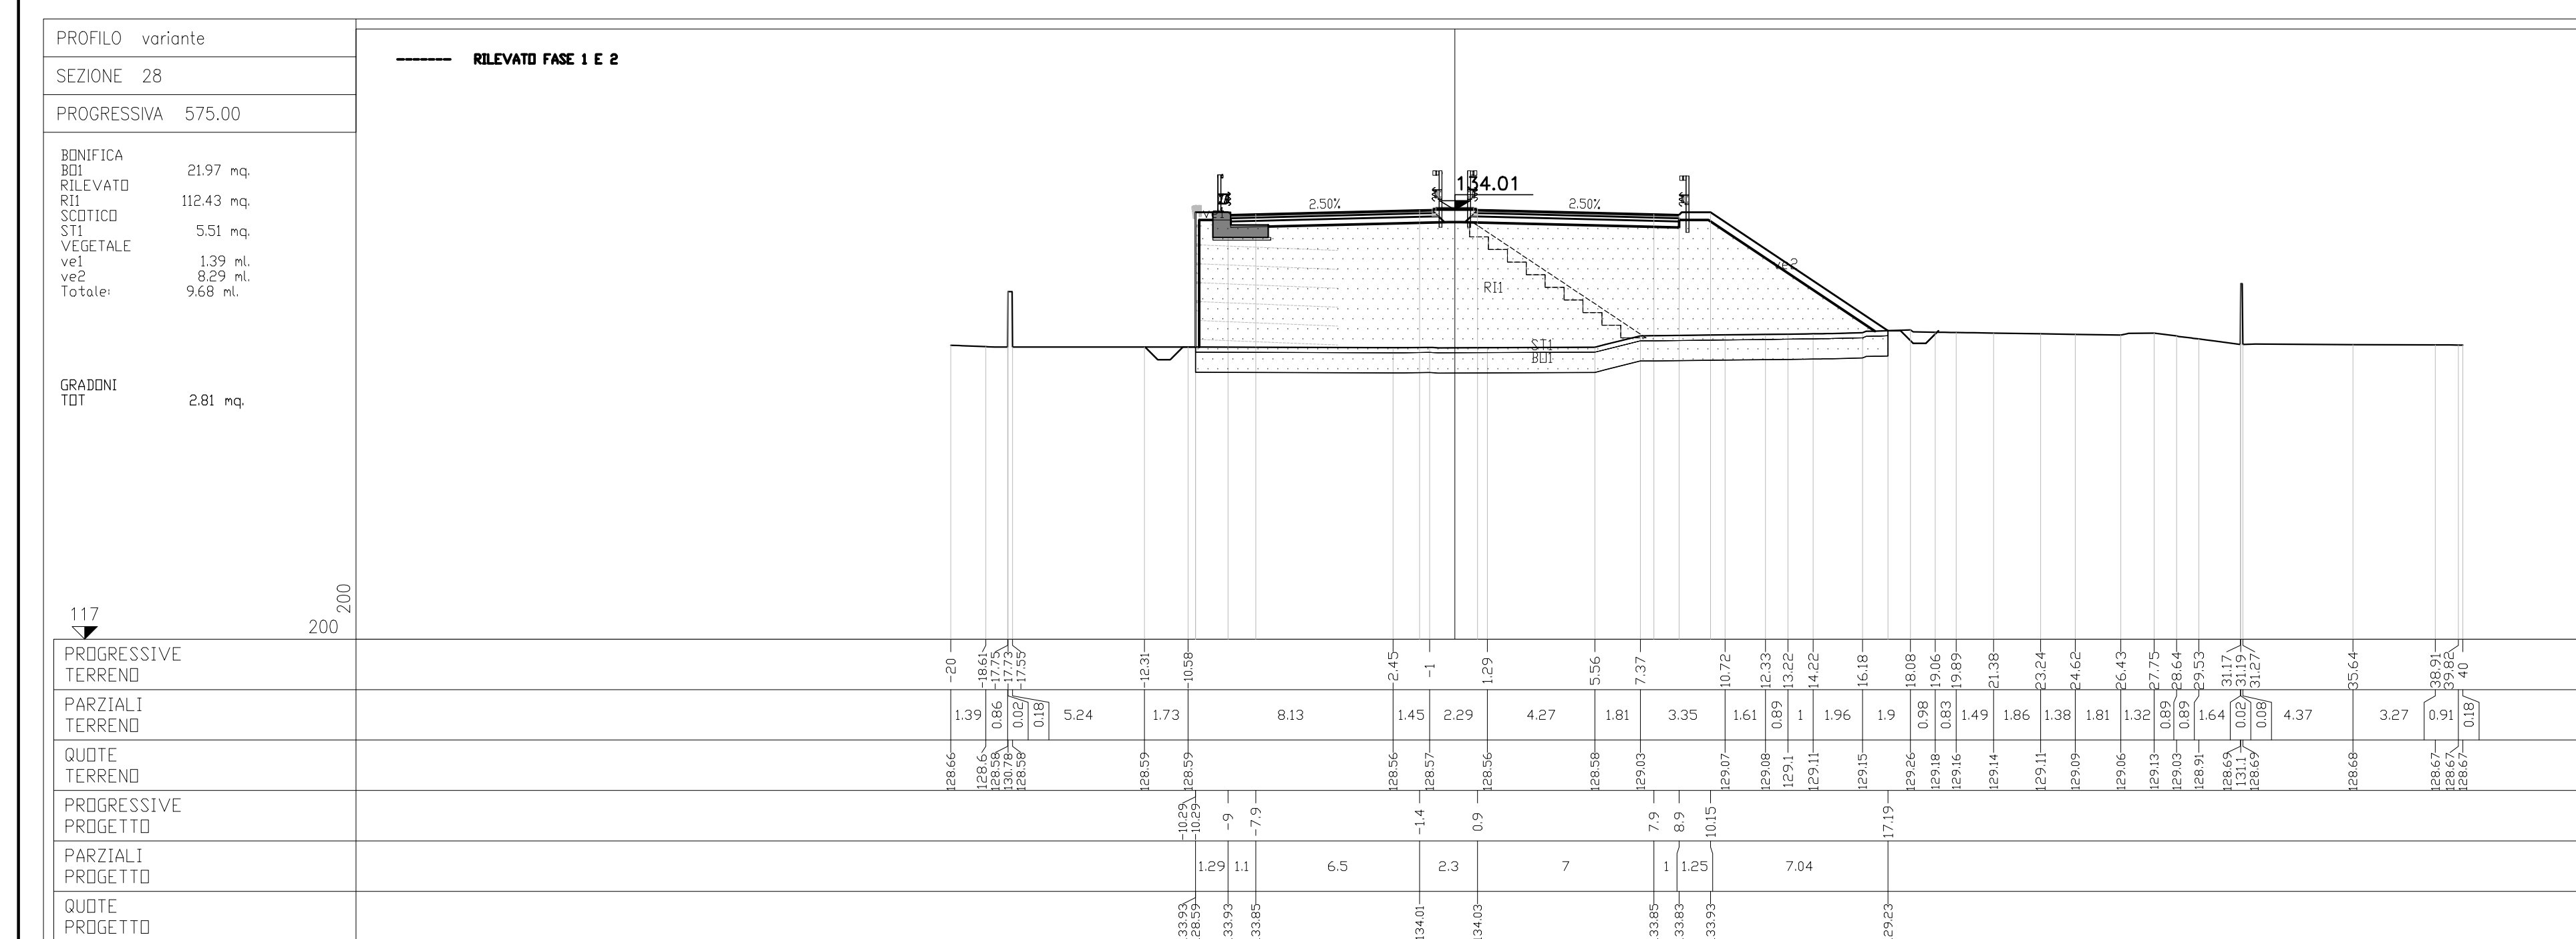 PROFILO variante
SEZIONE 28
PROGRESSIVA 575.00
BONIFICA
BO1 21.97 mq.
RILEVATO
RI1 112.43 mq.
SCOTICO
ST1 5.51 mq.
VEGETALE
ve1 1.39 ml.
ve2 8.29 ml.
Totale: 9.68 ml.
GRADONI
TOT 2.81 mq.
RILEVATO FASE 1 E 2
134.01
2.50% 2.50%
ve2
RI1
ST1
BO1
117
200
200
PROGRESSIVE TERRENO
-20 -18.61 -17.75 -17.73 -17.55 -12.31 -10.58 2.45 -1 1.29 5.56 7.37 10.72 12.33 13.22 14.22 16.18 18.08 19.06 19.89 21.38 23.24 24.62 26.43 27.75 28.64 29.53 31.17 31.19 31.27 35.64 38.91 39.82 40
PARZIALI TERRENO
1.39 0.86 0.02 0.18 5.24 1.73 8.13 1.45 2.29 4.27 1.81 3.35 1.61 0.89 1 1.96 1.9 0.98 0.83 1.49 1.86 1.38 1.81 1.32 0.89 0.89 1.64 0.02 0.08 4.37 3.27 0.91 0.18
QUOTE TERRENO
128.66 128.6 128.58 130.78 128.58 128.59 128.59 128.56 128.57 128.56 128.58 129.03 129.07 129.08 129.1 129.11 129.15 129.26 129.18 129.16 129.14 129.11 129.09 129.06 129.13 129.03 128.91 128.69 131.1 128.69 128.68 128.67 128.67 128.67
PROGRESSIVE PROGETTO
-10.29 -10.29 -9 -7.9 -1.4 0.9 7.9 8.9 10.15 17.19
PARZIALI PROGETTO
1.29 1.1 6.5 2.3 7 1 1.25 7.04
QUOTE PROGETTO
33.93 128.59 33.93 33.85 134.01 134.03 33.85 33.83 33.93 29.23